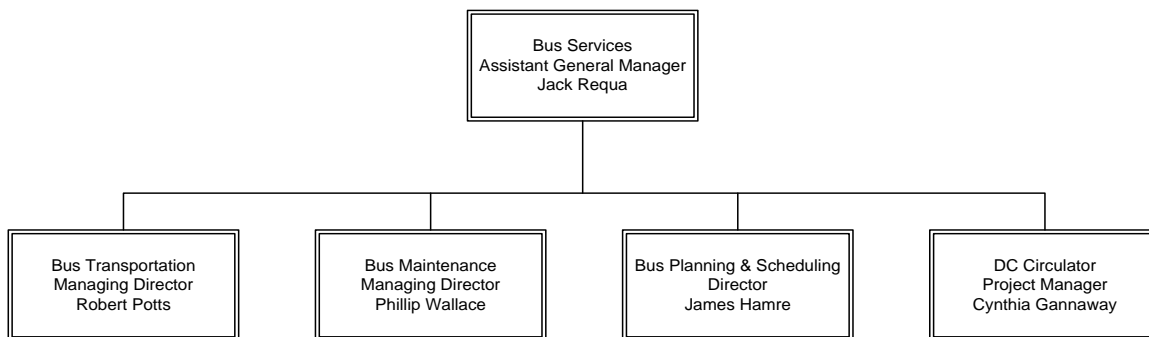 Bus Services
Assistant General Manager
Jack Requa
Bus Transportation
Managing Director
Robert Potts
Bus Maintenance
Managing Director
Phillip Wallace
Bus Planning & Scheduling
Director
James Hamre
DC Circulator
Project Manager
Cynthia Gannaway